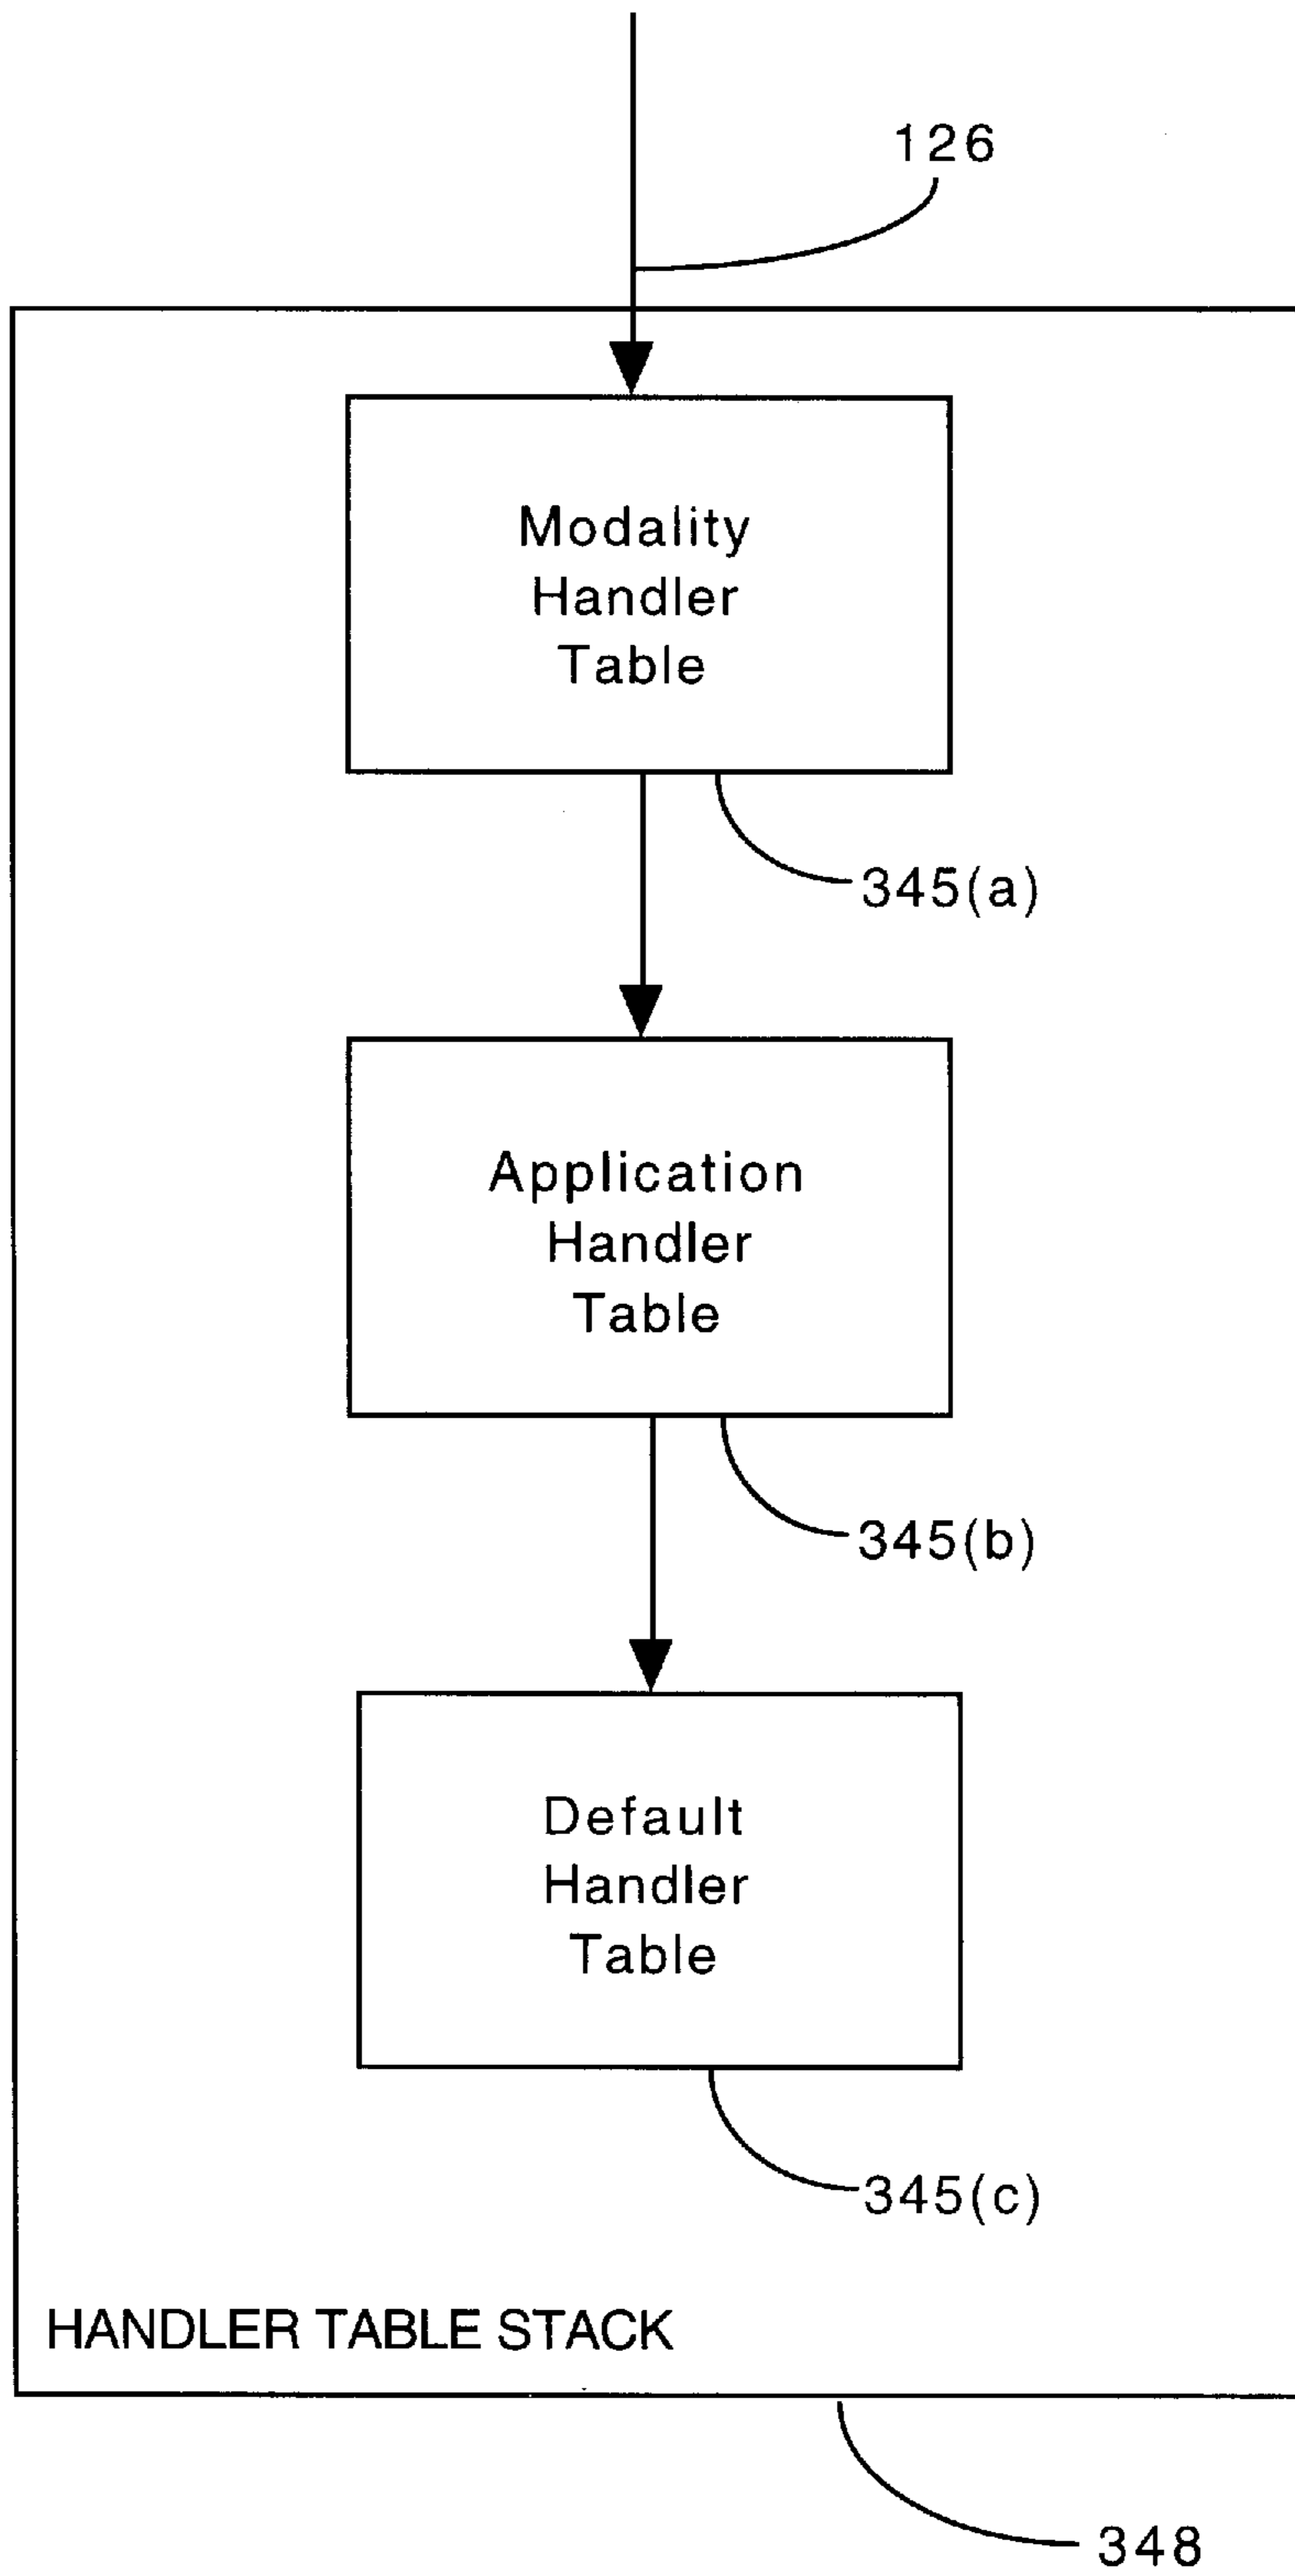 126
Modality
Handler
Table
345(a)
Application
Handler
Table
345(b)
Default
Handler
Table
345(c)
HANDLER TABLE STACK
348